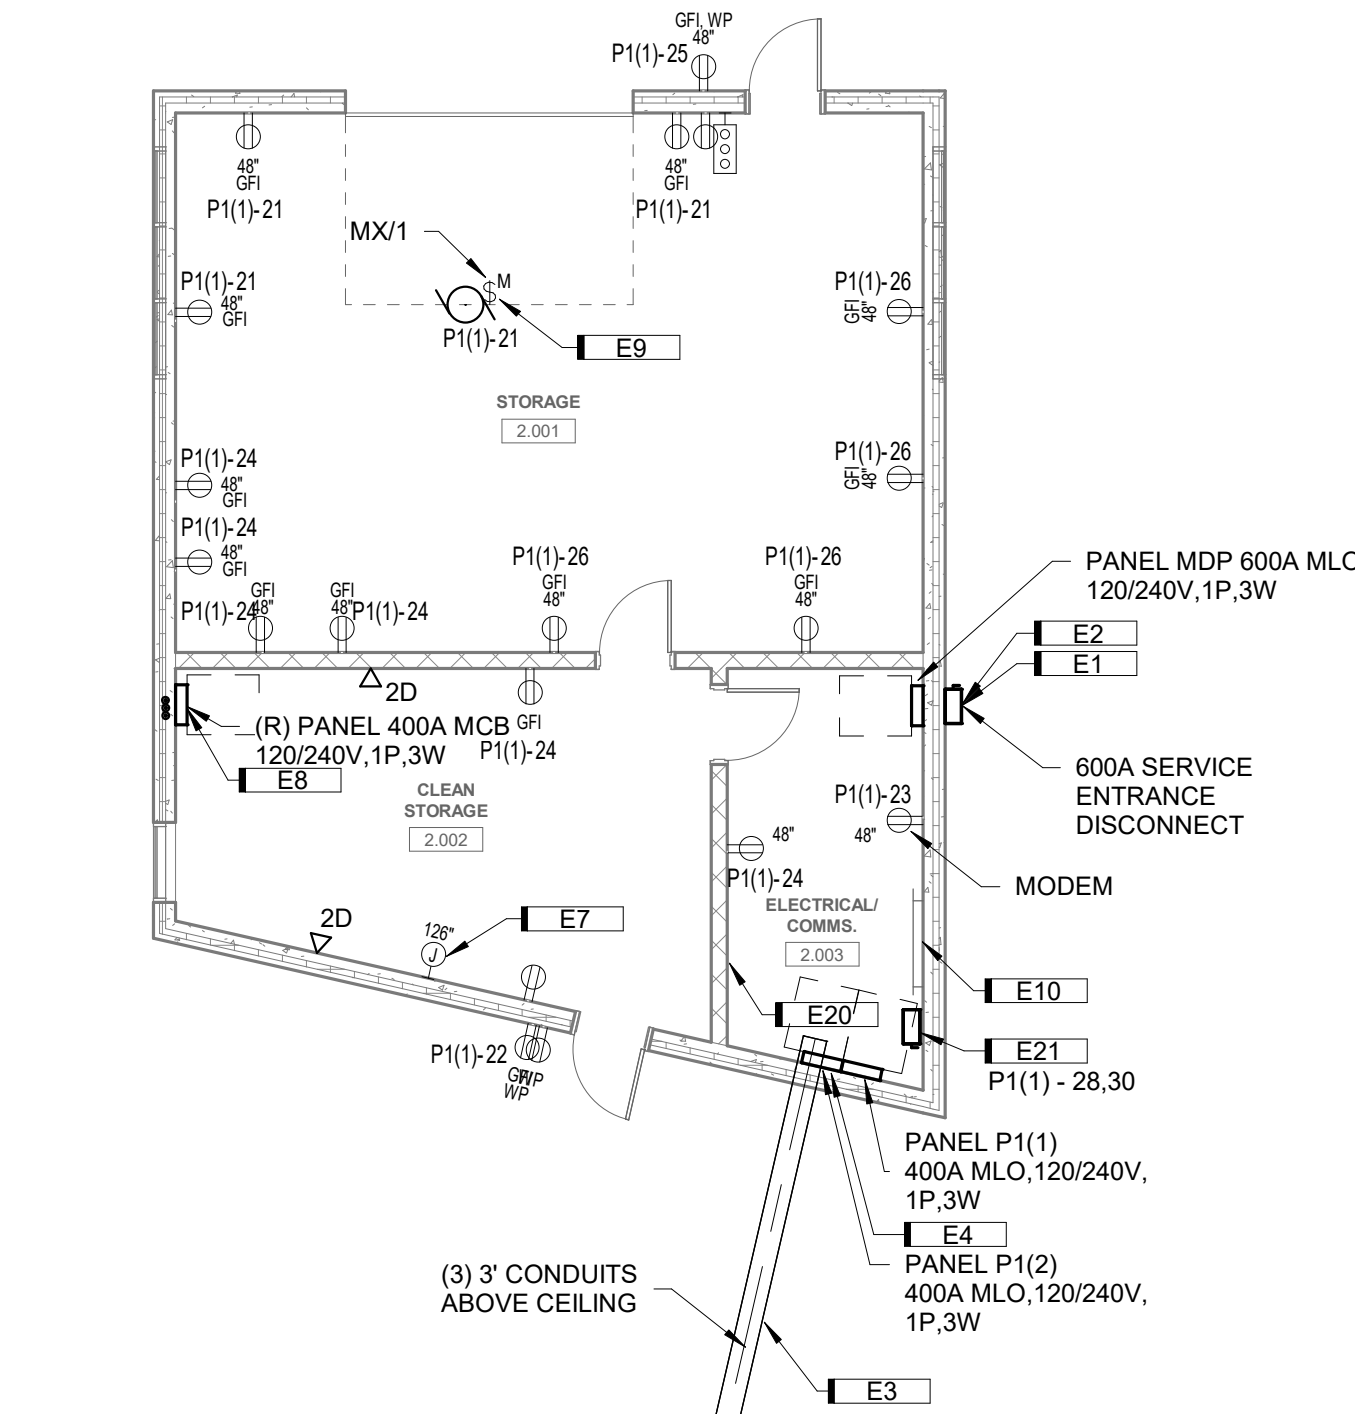 GFI, WP
48"
P1(1)-25
48"
GFI
P1(1)-21
48"
GFI
P1(1)-21
MX/1
M
$
P1(1)-21
E9
P1(1)-21
48"
GFI
P1(1)-26
GFI
48"
STORAGE
2.001
P1(1)-24
48"
GFI
P1(1)-26
GFI
48"
P1(1)-24
48"
GFI
P1(1)-24
GFI
48"
GFI
48"
P1(1)-24
P1(1)-26
GFI
48"
P1(1)-26
GFI
48"
PANEL MDP 600A MLO
120/240V,1P,3W
E2
E1
600A SERVICE
ENTRANCE
DISCONNECT
2D
(R) PANEL 400A MCB
120/240V,1P,3W
E8
GFI
P1(1)-24
CLEAN
STORAGE
2.002
P1(1)-23
48"
MODEM
48"
P1(1)-24
ELECTRICAL/
COMMS.
2.003
2D
126"
J
E7
E10
E20
E21
P1(1) - 28,30
P1(1)-22
GFI
WP
WP
PANEL P1(1)
400A MLO,120/240V,
1P,3W
E4
PANEL P1(2)
400A MLO,120/240V,
1P,3W
(3) 3' CONDUITS
ABOVE CEILING
E3